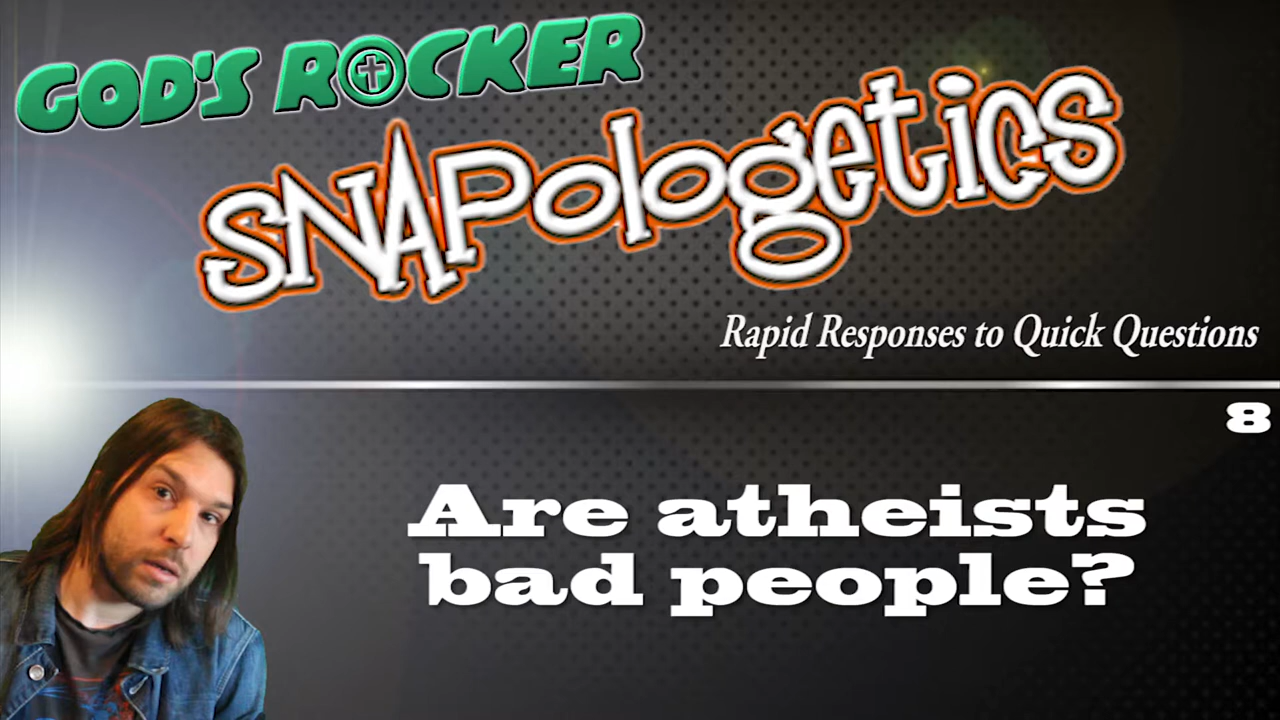 GOD'S ROCKER
SNAPologetics
Rapid Responses to Quick Questions
8
Are atheists
bad people?